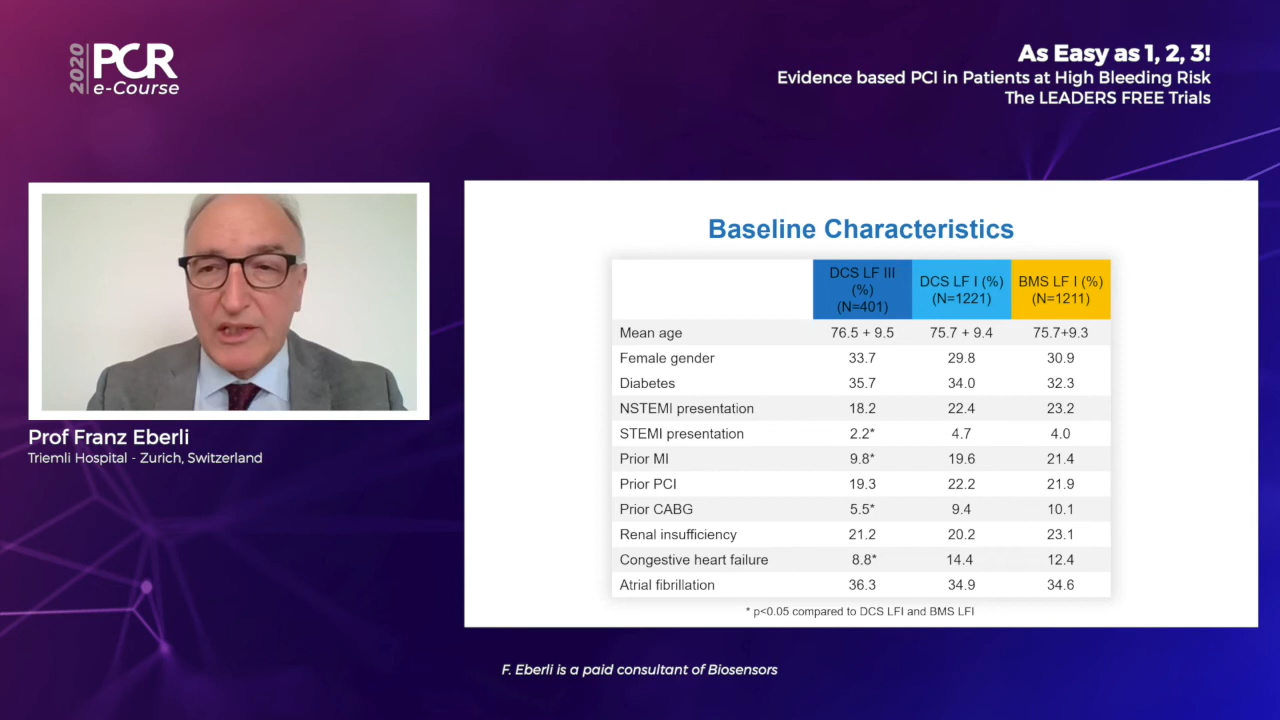 2020
PCR
e-Course
As Easy as 1, 2, 3!
Evidence based PCI in Patients at High Bleeding Risk
The LEADERS FREE Trials
Prof Franz Eberli
Triemli Hospital - Zurich, Switzerland
Baseline Characteristics
DCS LF III (%) (N=401) DCS LF I (%) (N=1221) BMS LF I (%) (N=1211)
Mean age 76.5 + 9.5 75.7 + 9.4 75.7+9.3
Female gender 33.7 29.8 30.9
Diabetes 35.7 34.0 32.3
NSTEMI presentation 18.2 22.4 23.2
STEMI presentation 2.2* 4.7 4.0
Prior MI 9.8* 19.6 21.4
Prior PCI 19.3 22.2 21.9
Prior CABG 5.5* 9.4 10.1
Renal insufficiency 21.2 20.2 23.1
Congestive heart failure 8.8* 14.4 12.4
Atrial fibrillation 36.3 34.9 34.6
* p<0.05 compared to DCS LFI and BMS LFI
F. Eberli is a paid consultant of Biosensors